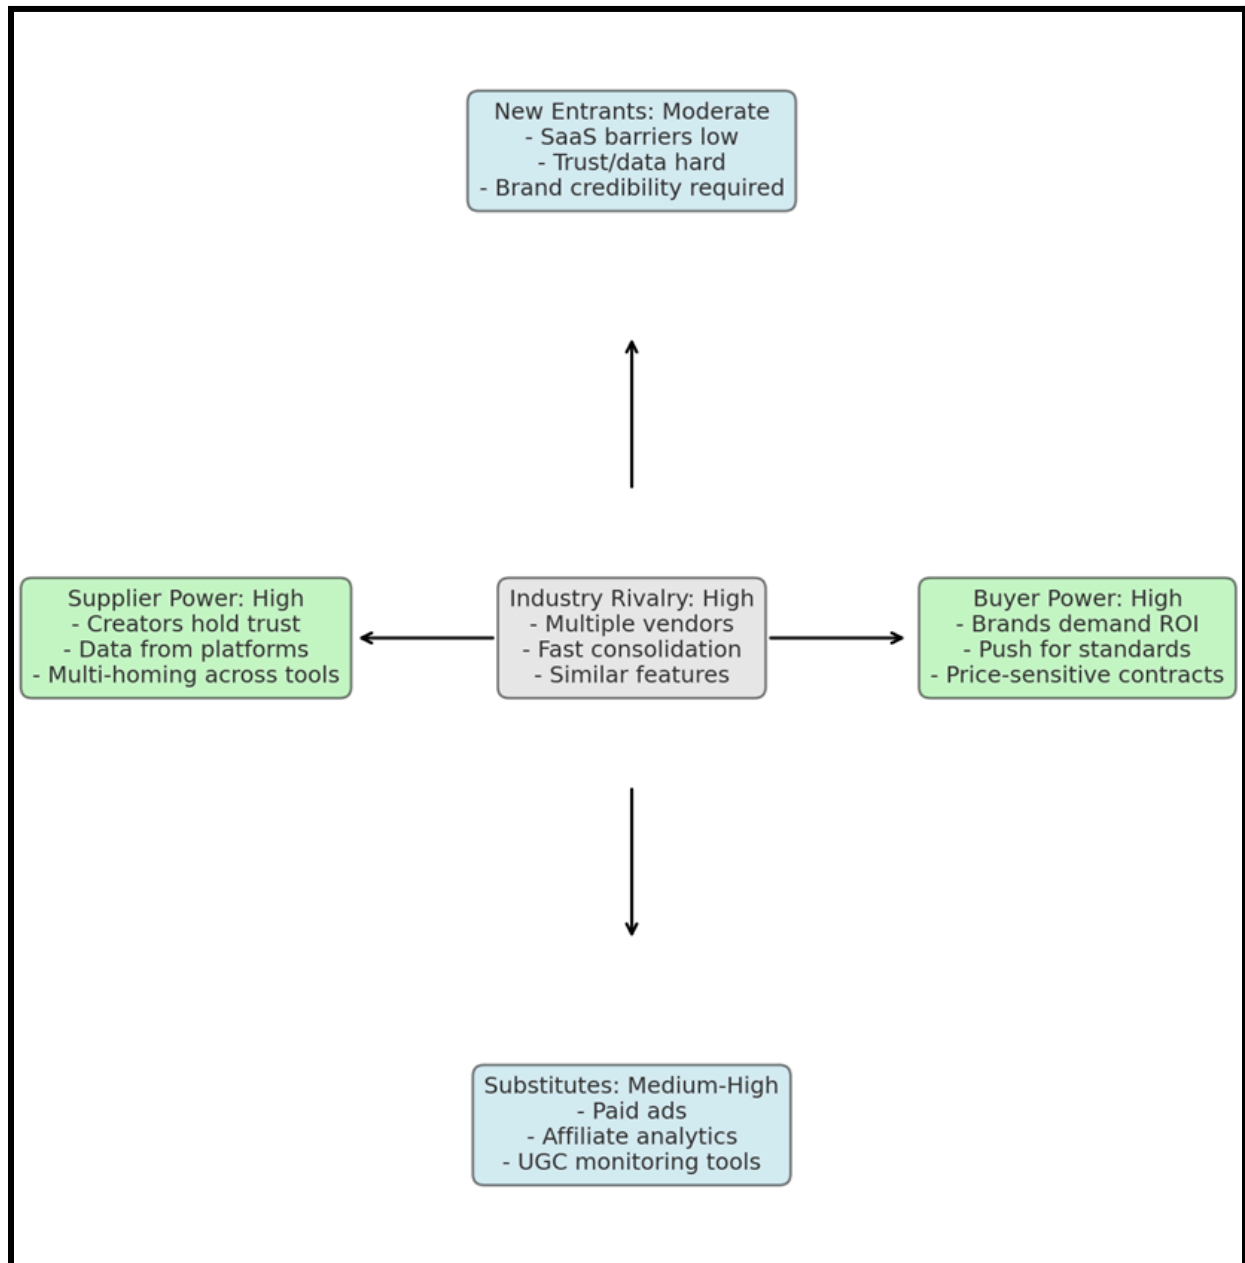 New Entrants: Moderate
- SaaS barriers low
- Trust/data hard
- Brand credibility required
Supplier Power: High
- Creators hold trust
- Data from platforms
- Multi-homing across tools
Industry Rivalry: High
- Multiple vendors
- Fast consolidation
- Similar features
Buyer Power: High
- Brands demand ROI
- Push for standards
- Price-sensitive contracts
Substitutes: Medium-High
- Paid ads
- Affiliate analytics
- UGC monitoring tools